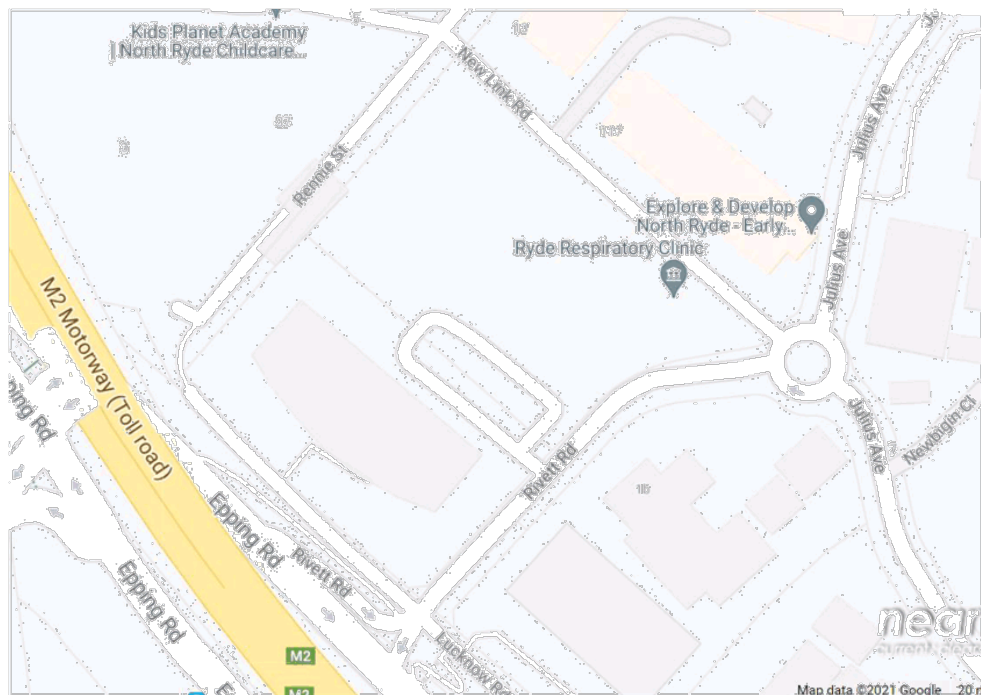 Kids Planet Academy
North Ryde Childcare...
New Link Rd
Julius Ave
Rennie St
Explore & Develop
North Ryde - Early...
Ryde Respiratory Clinic
Julius Ave
M2 Motorway (Toll road)
ping Rd
Julius Ave
Newbigin Cl
Rivett Rd
Epping Rd
Rivett Rd
Epping Rd
Lucknow Rd
M2
M2
Map data ©2021 Google